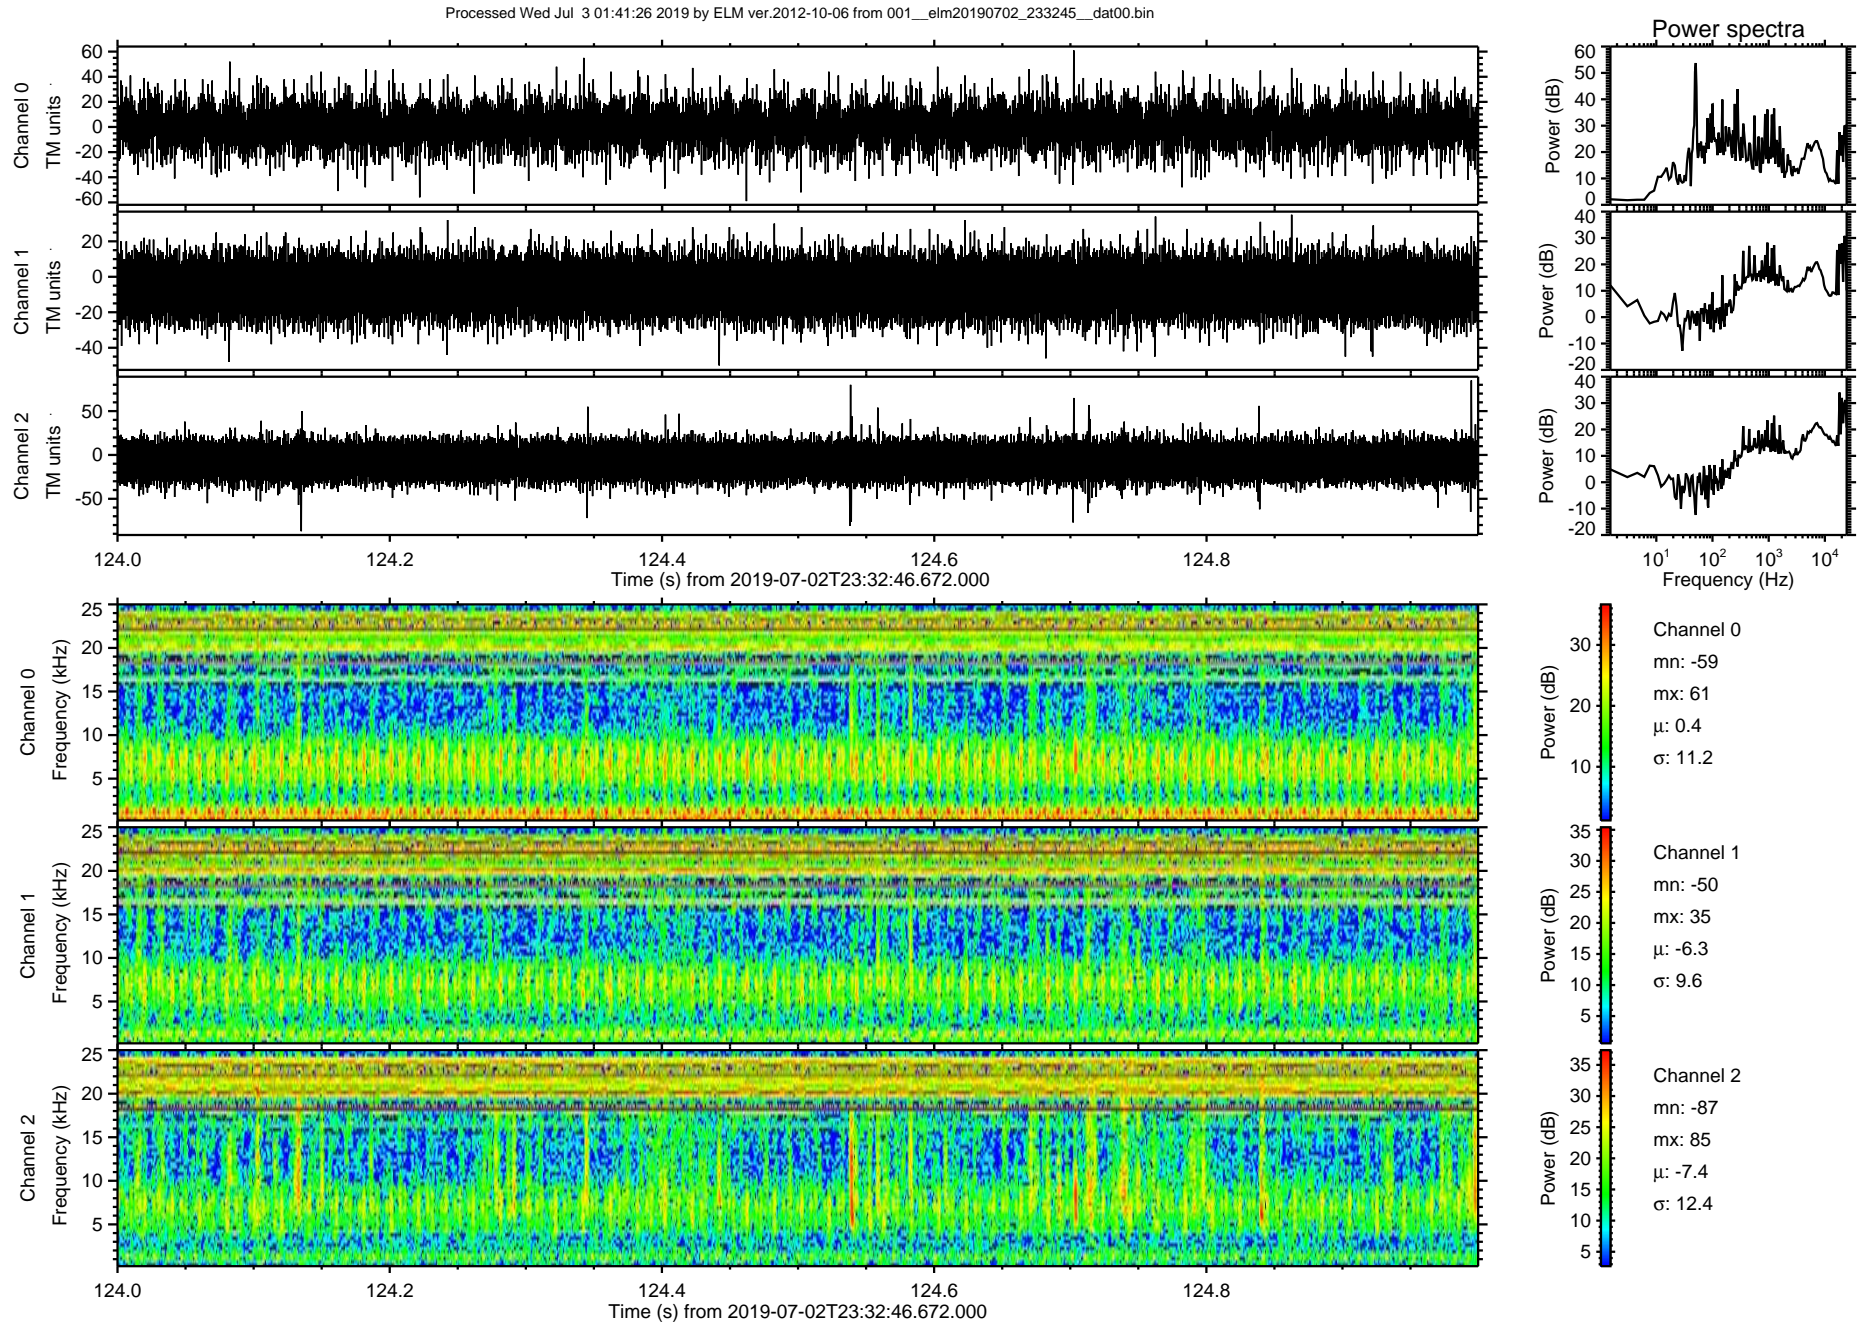 Processed Wed Jul  3 01:41:26 2019 by ELM ver.2012-10-06 from 001__elm20190702_233245__dat00.bin
Power spectra
Channel 0
TM units
60
40
20
0
-20
-40
-60
Power (dB)
60
50
40
30
20
10
0
Channel 1
TM units
20
0
-20
-40
Power (dB)
40
30
20
10
0
-10
-20
Channel 2
TM units
50
0
-50
Power (dB)
40
30
20
10
0
-10
-20
124.0 124.2 124.4 124.6 124.8
Time (s) from 2019-07-02T23:32:46.672.000
10¹ 10² 10³ 10⁴
Frequency (Hz)
Channel 0
Frequency (kHz)
25
20
15
10
5
Power (dB)
30
20
10
Channel 0
mn: -59
mx: 61
μ: 0.4
σ: 11.2
Channel 1
Frequency (kHz)
25
20
15
10
5
Power (dB)
35
30
25
20
15
10
5
Channel 1
mn: -50
mx: 35
μ: -6.3
σ: 9.6
Channel 2
Frequency (kHz)
25
20
15
10
5
Power (dB)
35
30
25
20
15
10
5
Channel 2
mn: -87
mx: 85
μ: -7.4
σ: 12.4
124.0 124.2 124.4 124.6 124.8
Time (s) from 2019-07-02T23:32:46.672.000